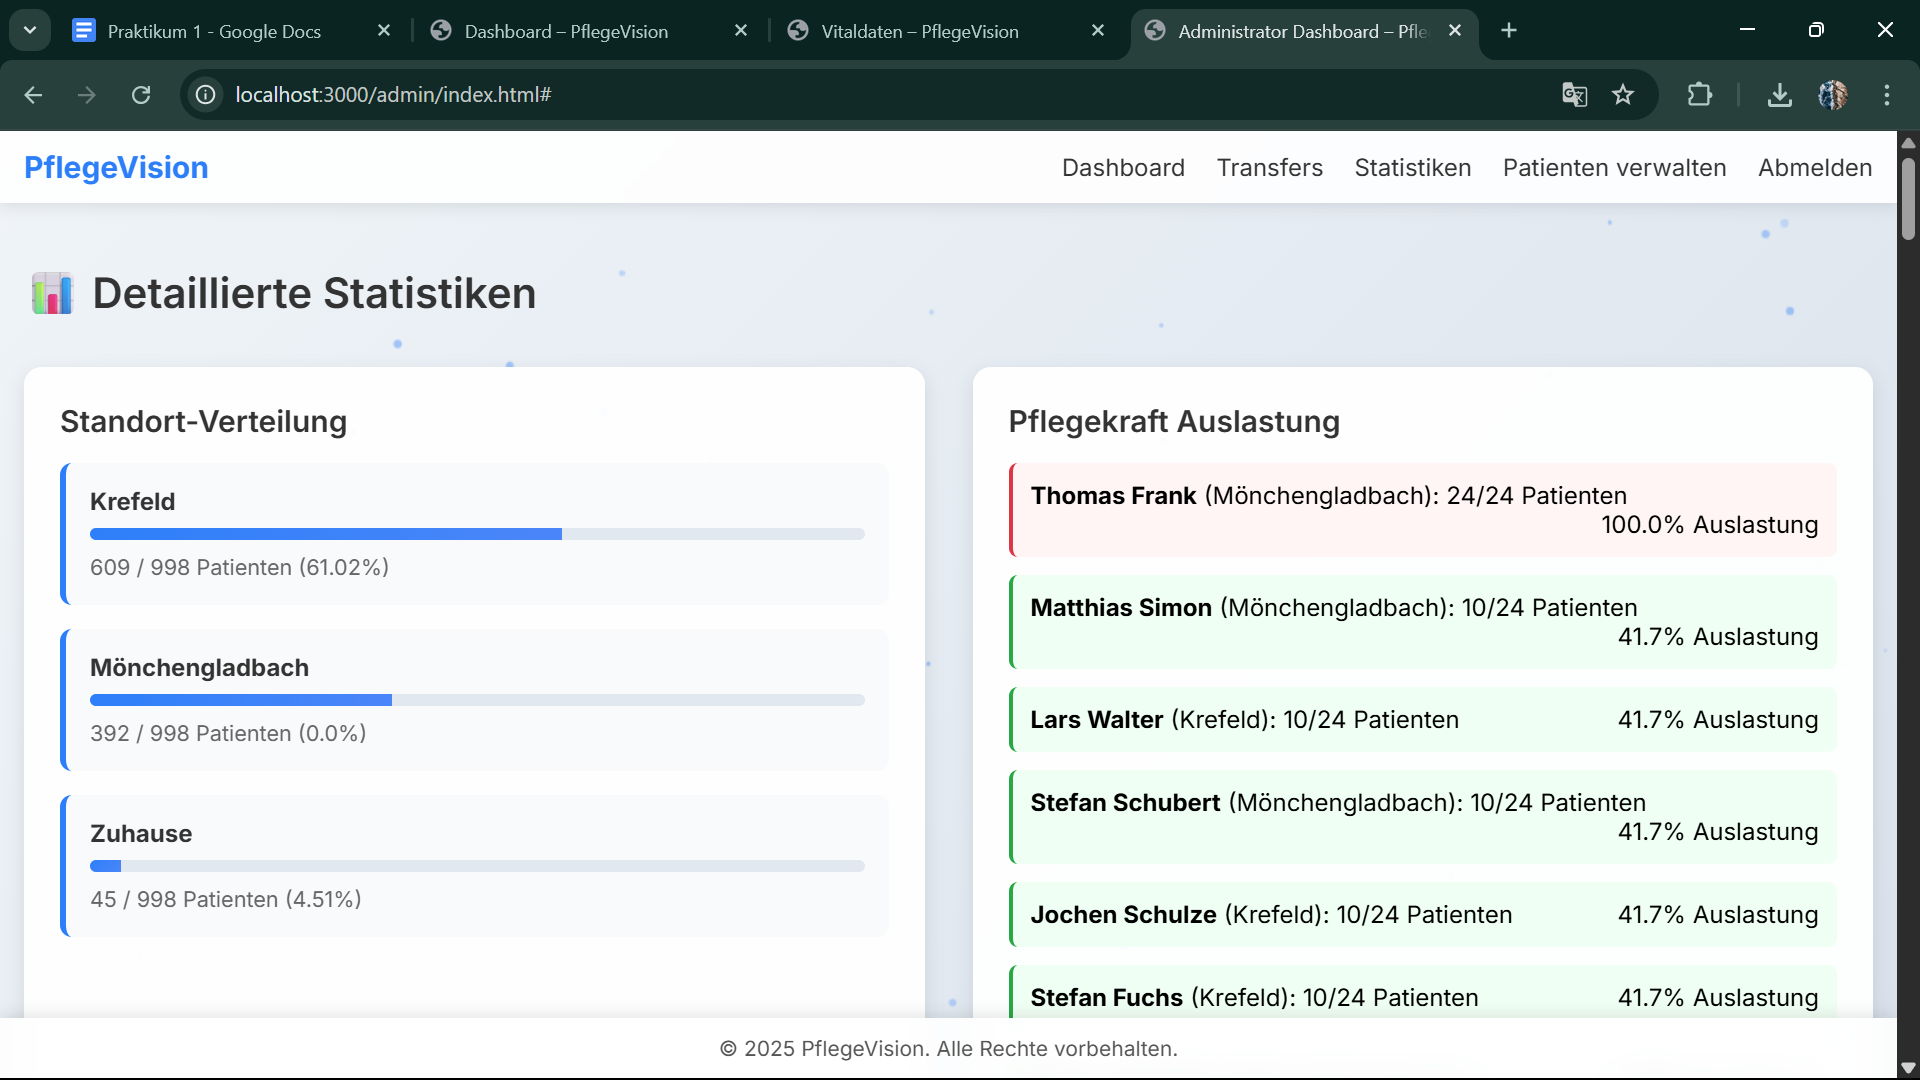 Praktikum 1 - Google Docs
Dashboard – PflegeVision
Vitaldaten – PflegeVision
Administrator Dashboard – Pfle
localhost:3000/admin/index.html#
PflegeVision
Dashboard
Transfers
Statistiken
Patienten verwalten
Abmelden
Detaillierte Statistiken
Standort-Verteilung
Krefeld
609 / 998 Patienten (61.02%)
Mönchengladbach
392 / 998 Patienten (0.0%)
Zuhause
45 / 998 Patienten (4.51%)
Pflegekraft Auslastung
Thomas Frank (Mönchengladbach): 24/24 Patienten
100.0% Auslastung
Matthias Simon (Mönchengladbach): 10/24 Patienten
41.7% Auslastung
Lars Walter (Krefeld): 10/24 Patienten 41.7% Auslastung
Stefan Schubert (Mönchengladbach): 10/24 Patienten
41.7% Auslastung
Jochen Schulze (Krefeld): 10/24 Patienten 41.7% Auslastung
Stefan Fuchs (Krefeld): 10/24 Patienten 41.7% Auslastung
© 2025 PflegeVision. Alle Rechte vorbehalten.